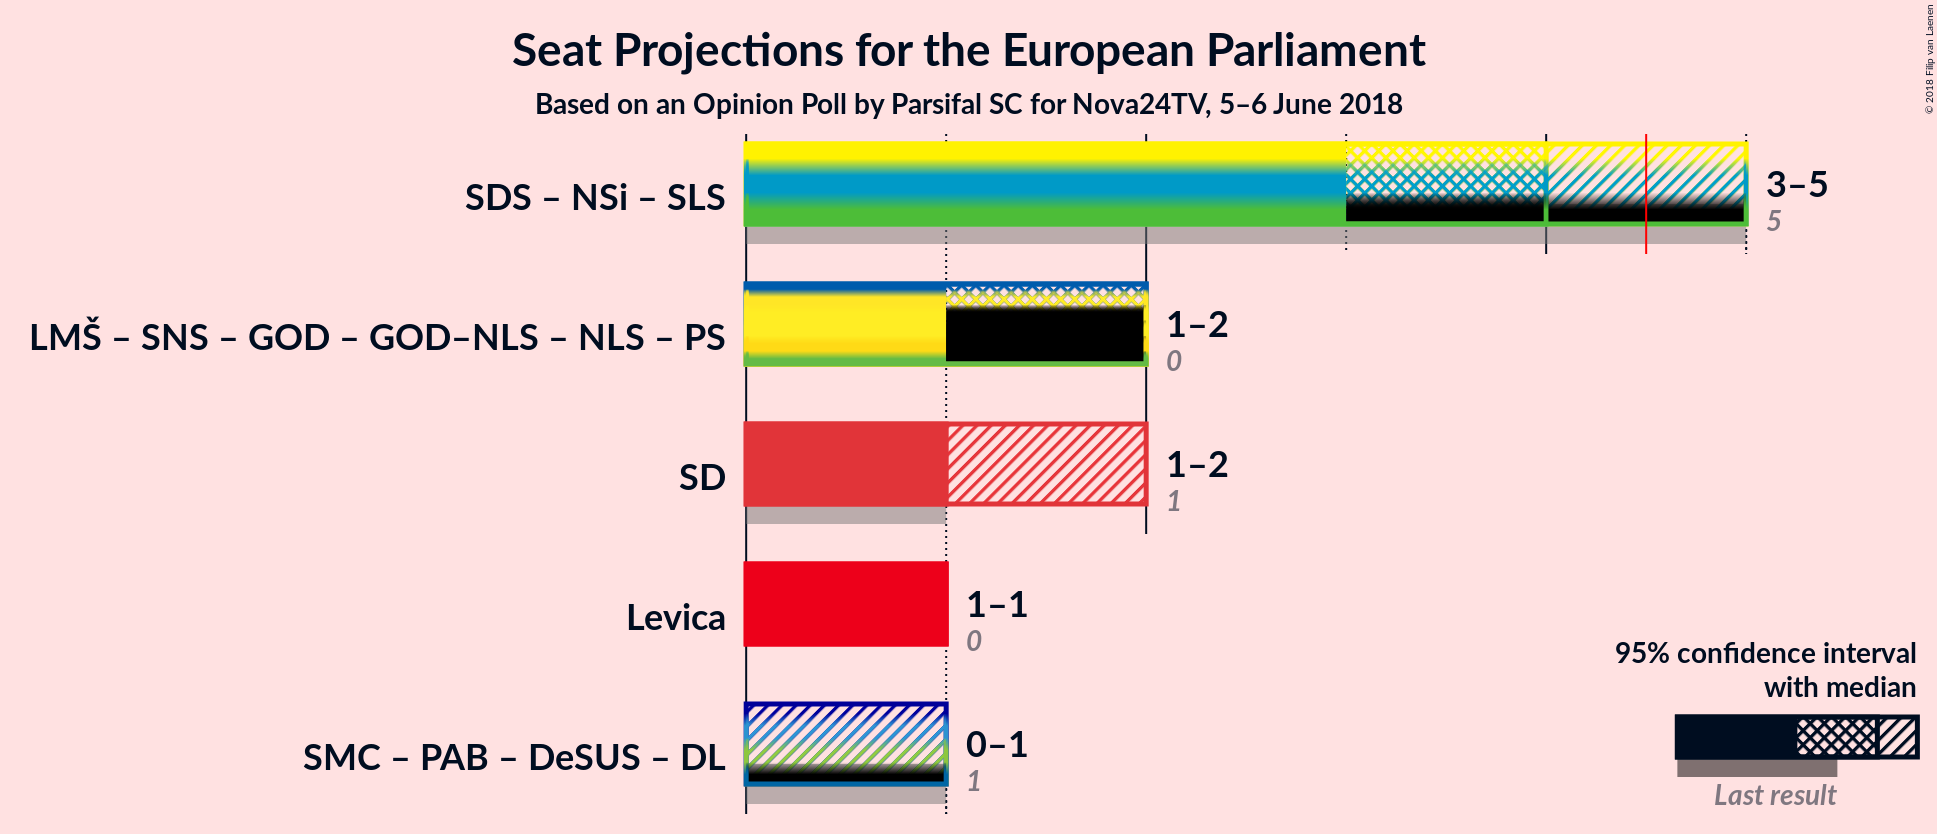 Seat Projections for the European Parliament
Based on an Opinion Poll by Parsifal SC for Nova24TV, 5–6 June 2018
© 2018 Filip van Laenen
SDS – NSi – SLS
3–5
5
LMŠ – SNS – GOD – GOD–NLS – NLS – PS
1–2
0
SD
1–2
1
Levica
1–1
0
SMC – PAB – DeSUS – DL
0–1
1
95% confidence interval
with median
Last result